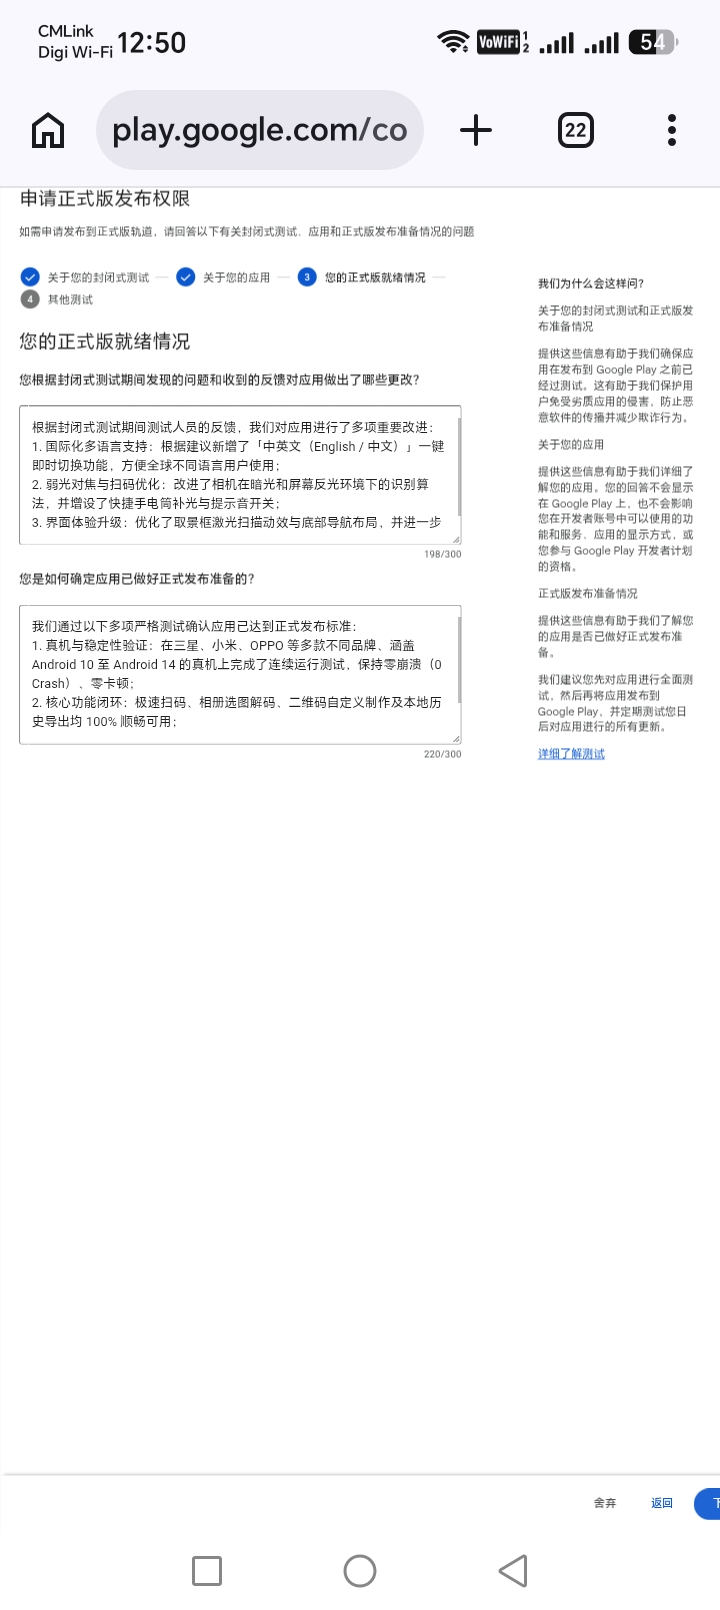 CMLink
Digi Wi-Fi
12:50
VoWiFi 1 2
54
play.google.com/co
22
申请正式版发布权限
如需申请发布到正式版轨道，请回答以下有关封闭式测试、应用和正式版发布准备情况的问题
关于您的封闭式测试
关于您的应用
3 您的正式版就绪情况
4 其他测试
您的正式版就绪情况
您根据封闭式测试期间发现的问题和收到的反馈对应用做出了哪些更改？
根据封闭式测试期间测试人员的反馈，我们对应用进行了多项重要改进：
1. 国际化多语言支持：根据建议新增了「中英文（English / 中文）」一键
即时切换功能，方便全球不同语言用户使用；
2. 弱光对焦与扫码优化：改进了相机在暗光和屏幕反光环境下的识别算
法，并增设了快捷手电筒补光与提示音开关；
3. 界面体验升级：优化了取景框激光扫描动效与底部导航布局，并进一步
198/300
您是如何确定应用已做好正式发布准备的？
我们通过以下多项严格测试确认应用已达到正式发布标准：
1. 真机与稳定性验证：在三星、小米、OPPO 等多款不同品牌、涵盖
Android 10 至 Android 14 的真机上完成了连续运行测试，保持零崩溃（0
Crash）、零卡顿；
2. 核心功能闭环：极速扫码、相册选图解码、二维码自定义制作及本地历
史导出均 100% 顺畅可用；
220/300
我们为什么会这样问？
关于您的封闭式测试和正式版发
布准备情况
提供这些信息有助于我们确保应
用在发布到 Google Play 之前已
经过测试。这有助于我们保护用
户免受劣质应用的侵害，防止恶
意软件的传播并减少欺诈行为。
关于您的应用
提供这些信息有助于我们详细了
解您的应用。您的回答不会显示
在 Google Play 上，也不会影响
您在开发者账号中可以使用的功
能和服务、应用的显示方式，或
您参与 Google Play 开发者计划
的资格。
正式版发布准备情况
提供这些信息有助于我们了解您
的应用是否已做好正式发布准
备。
我们建议您先对应用进行全面测
试，然后再将应用发布到
Google Play，并定期测试您日
后对应用进行的所有更新。
详细了解测试
舍弃
返回